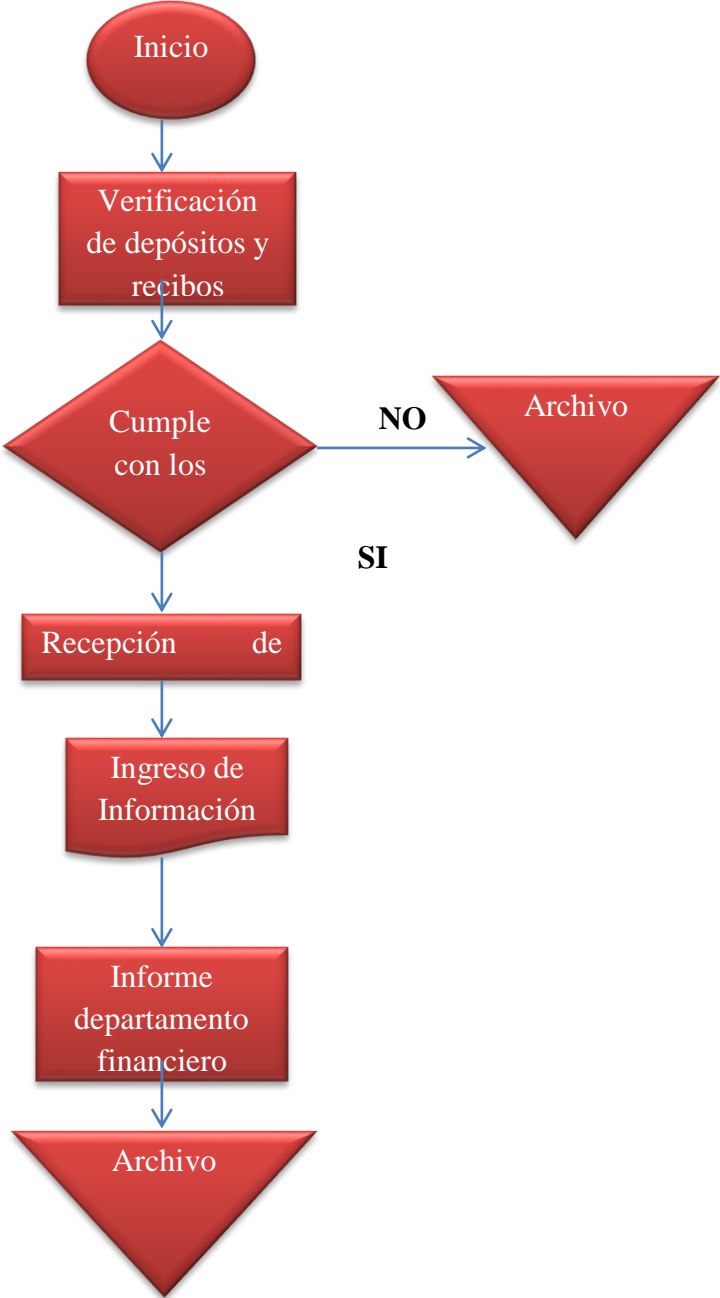 Inicio
Verificación
de depósitos y
recibos
Cumple
con los
NO
Archivo
SI
Recepción de
Ingreso de
Información
Informe
departamento
financiero
Archivo